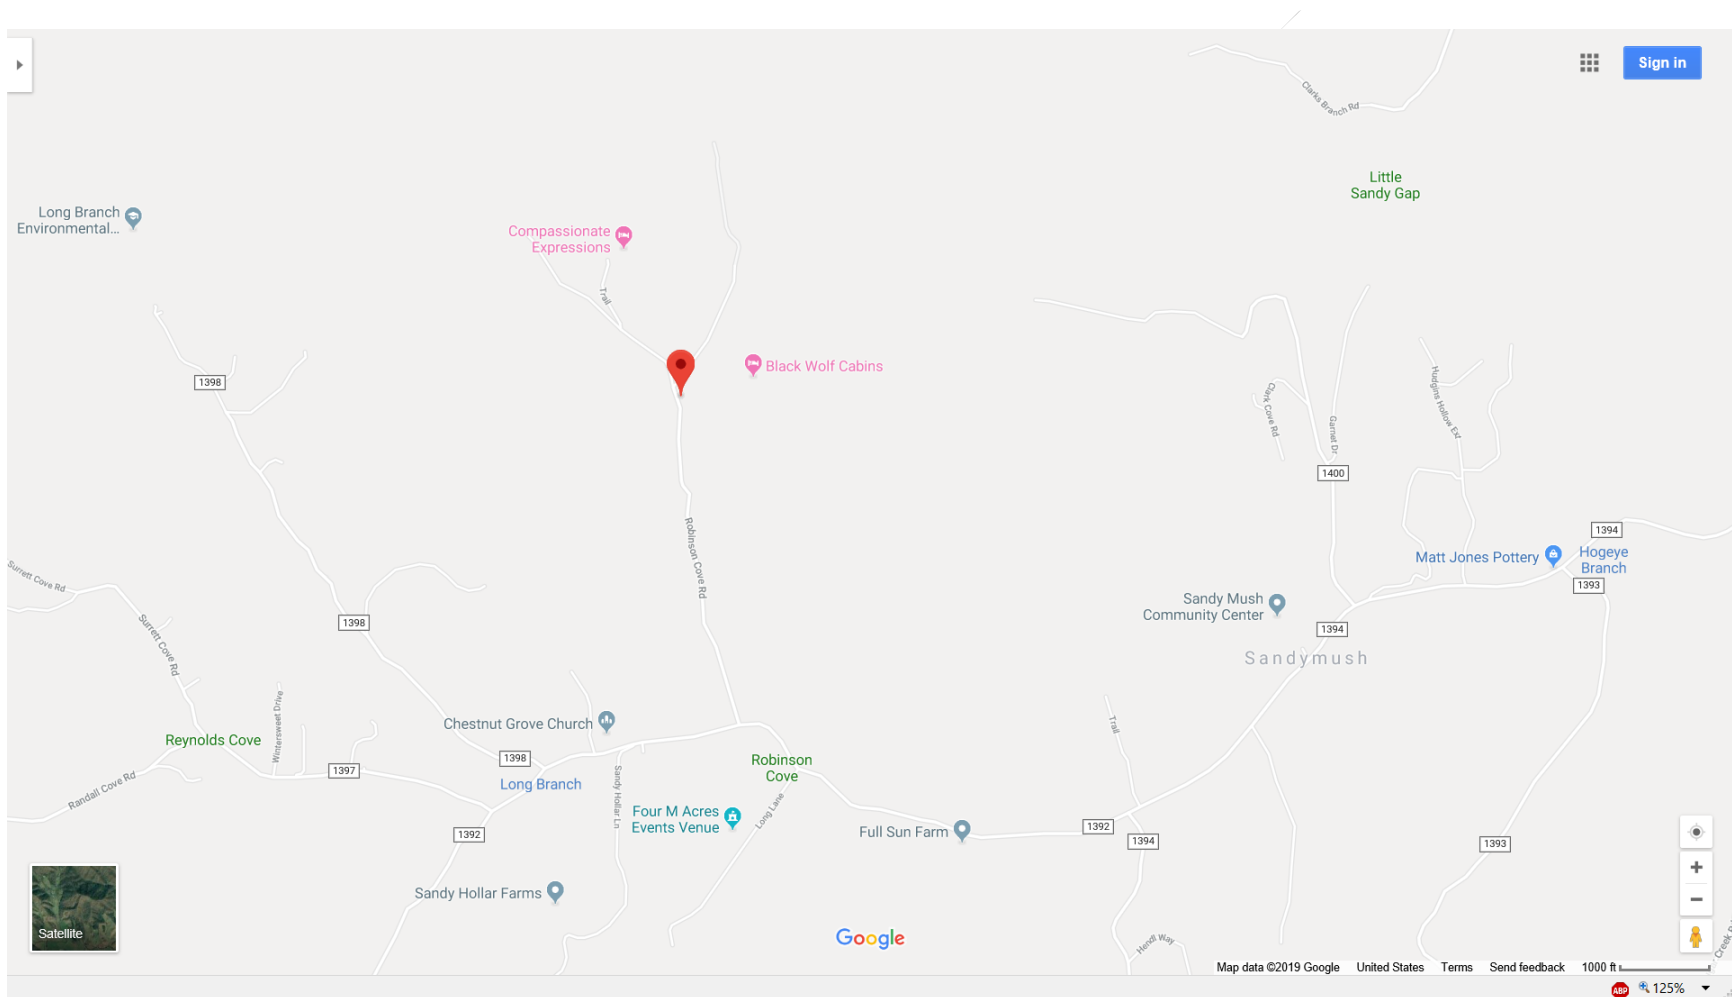 Sign in
Clarks Branch Rd
Little
Sandy Gap
Long Branch
Environmental...
Compassionate
Expressions
Trail
Black Wolf Cabins
1398
Hudgins Hollow Ext
Clark Cove Rd
Garnet Dr
1400
Robinson Cove Rd
1394
Matt Jones Pottery
Hogeye
Branch
1393
Surrett Cove Rd
Sandy Mush
Community Center
1398
1394
Surrett Cove Rd
Sandymush
Wintersweet Drive
Chestnut Grove Church
Trail
Reynolds Cove
1398
Robinson
Cove
1397
Long Branch
Randall Cove Rd
Sandy Hollar Ln
Four M Acres
Events Venue
Long Lane
1392
Full Sun Farm
1392
1394
1393
Sandy Hollar Farms
Satellite
Google
Hendi Way
Creek R
Map data ©2019 Google United States Terms Send feedback 1000 ft
ABP 125%